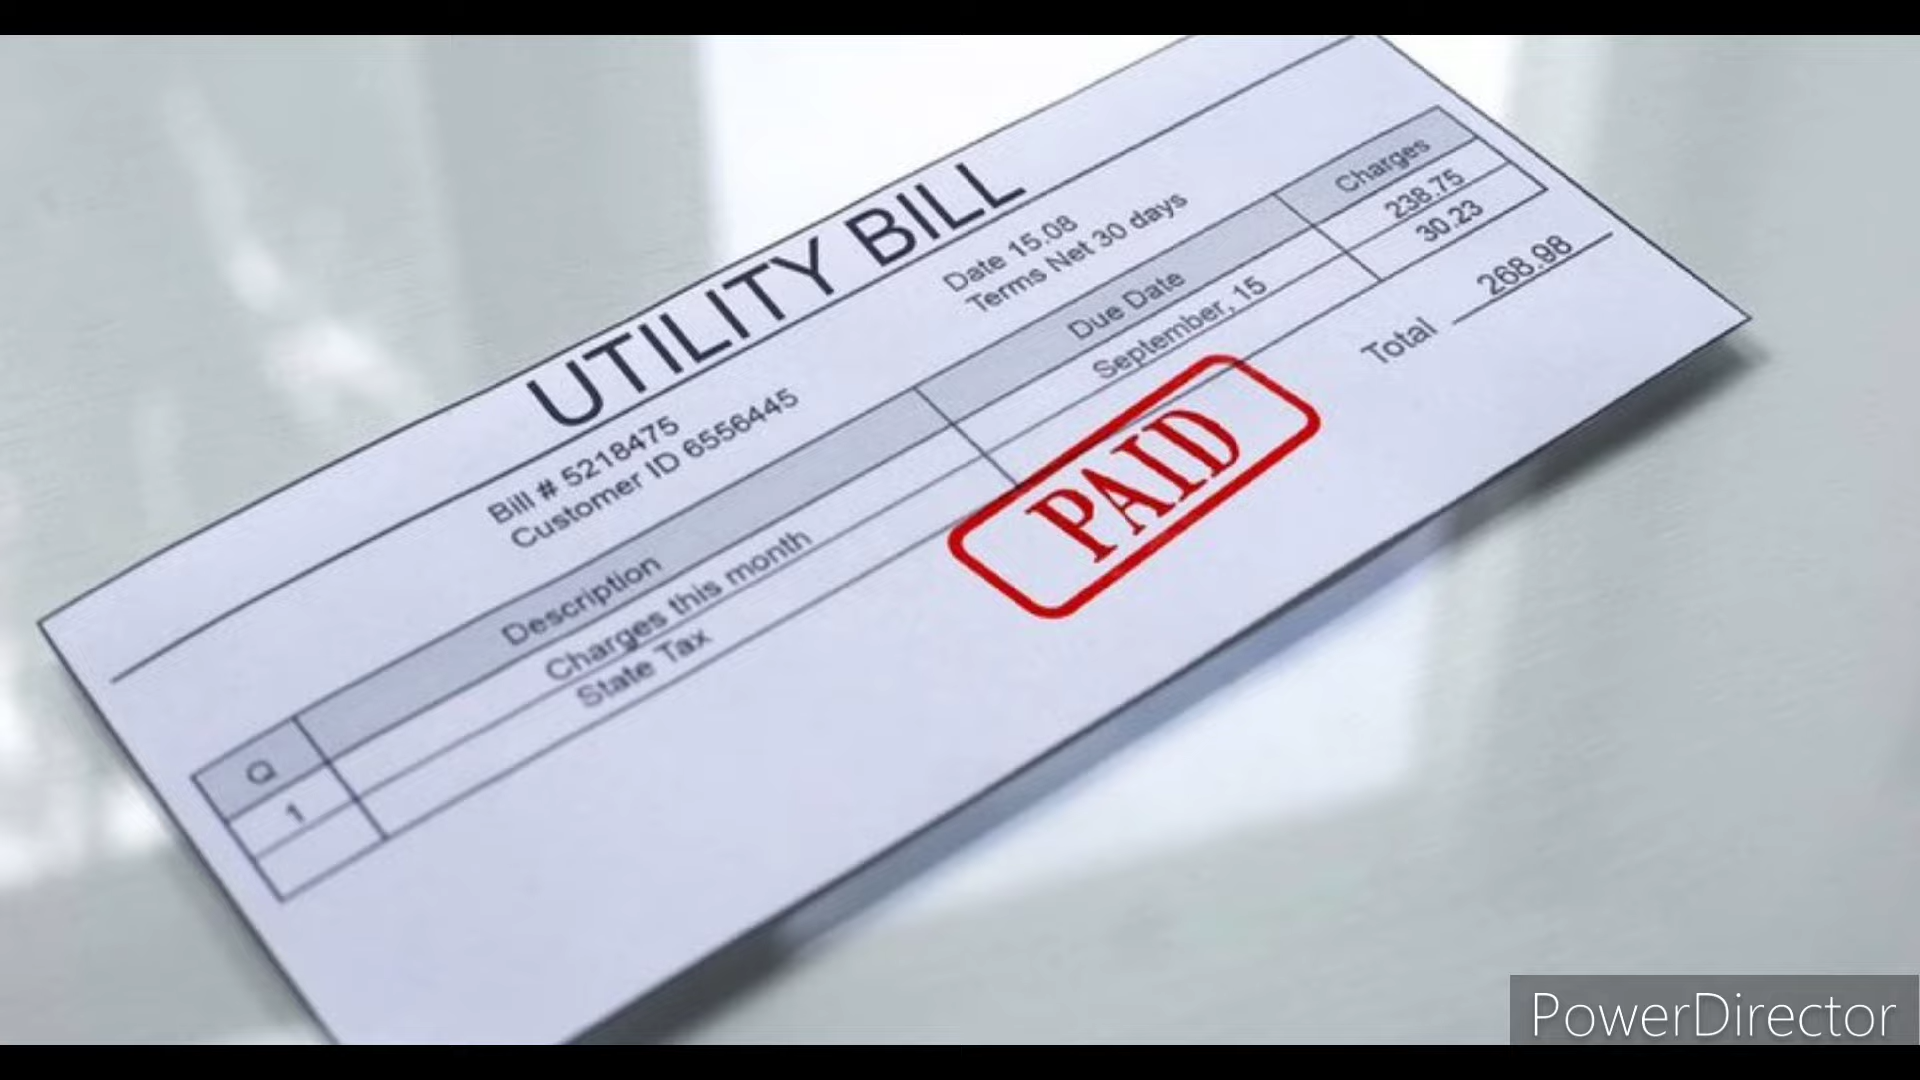 UTILITY BILL
Bill # 5218475
Customer ID 6556445
Date 15.08
Terms Net 30 days
Q Description Due Date Charges
1 Charges this month September, 15 238.75
State Tax 30.23
Total 268.98
PAID
PowerDirector